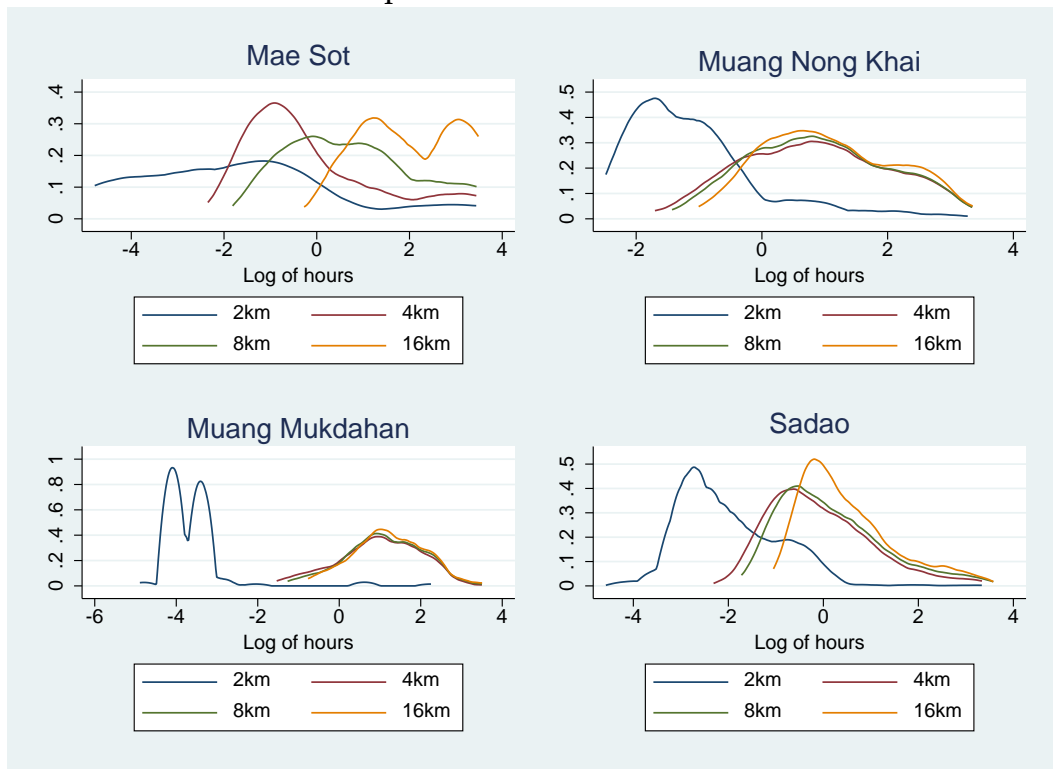 Mae Sot
.4
.3
.2
.1
0
-4 -2 0 2 4
Log of hours
2km 4km
8km 16km
Muang Nong Khai
.5
.4
.3
.2
.1
0
-2 0 2 4
Log of hours
2km 4km
8km 16km
Muang Mukdahan
1
.8
.6
.4
.2
0
-6 -4 -2 0 2 4
Log of hours
2km 4km
8km 16km
Sadao
.5
.4
.3
.2
.1
0
-4 -2 0 2 4
Log of hours
2km 4km
8km 16km